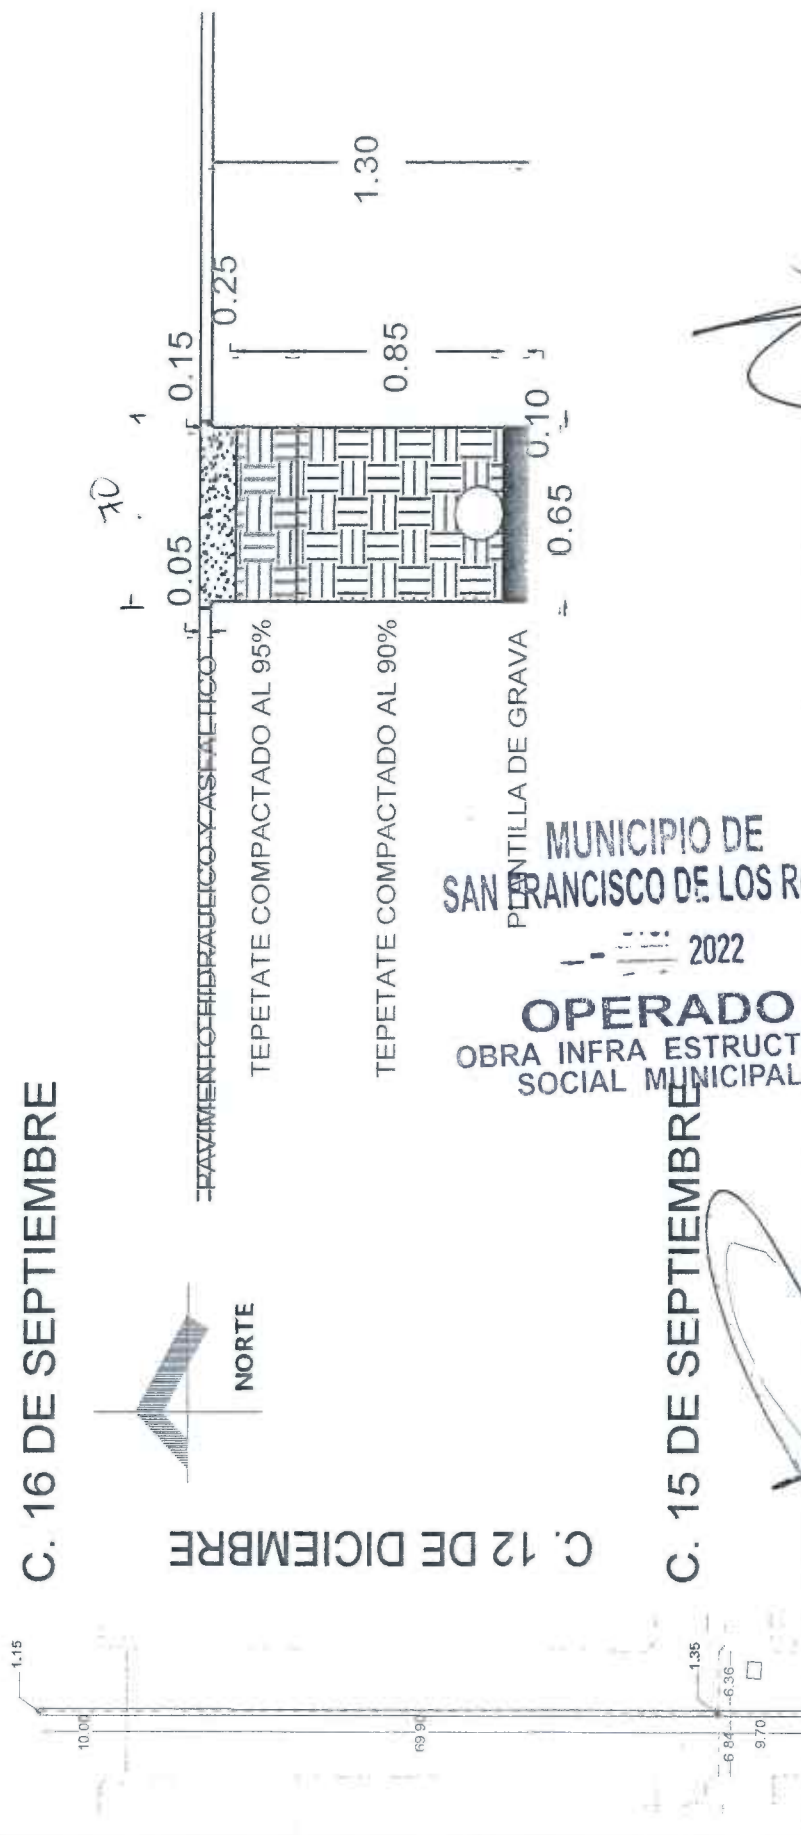 C. 16 DE SEPTIEMBRE
NORTE
C. 12 DE DICIEMBRE
C. 15 DE SEPTIEMBRE
70
0.05
0.15
0.25
1.30
0.85
0.10
0.65
PAVIMENTO HIDRAULICO Y ASFALTICO
TEPETATE COMPACTADO AL 95%
TEPETATE COMPACTADO AL 90%
PLANTILLA DE GRAVA
MUNICIPIO DE
SAN FRANCISCO DE LOS R
2022
OPERADO
OBRA INFRA ESTRUCT
SOCIAL MUNICIPAL
1.15
10.00
69.90
1.35
6.84
6.36
9.70